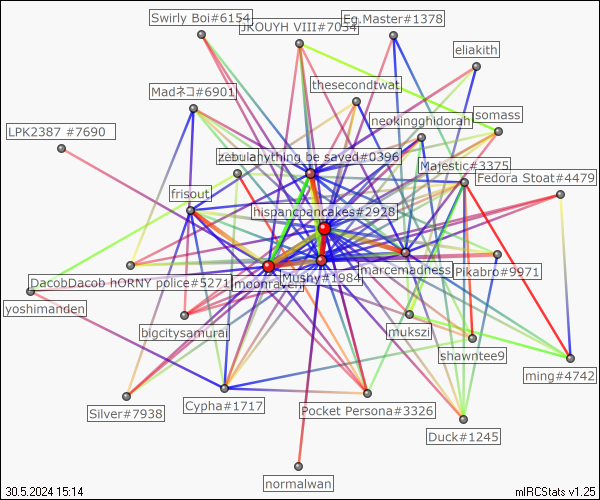 Swirly Boi#6154
JKOUYH VIII#7034
Eg.Master#1378
eliakith
thesecondtwat
Madネコ#6901
neokingghidorah
somass
LPK2387 #7690
zebul
anything be saved#0396
Majestic#3375
Fedora Stoat#4479
frisout
hispancpancakes#2928
DacobDacob hORNY police#5271
moonraven
Mushy#1984
marcemadness
Pikabro#9971
yoshimanden
bigcitysamurai
mukszi
shawntee9
ming#4742
Silver#7938
Cypha#1717
Pocket Persona#3326
Duck#1245
normalwan
30.5.2024 15:14
mIRCStats v1.25